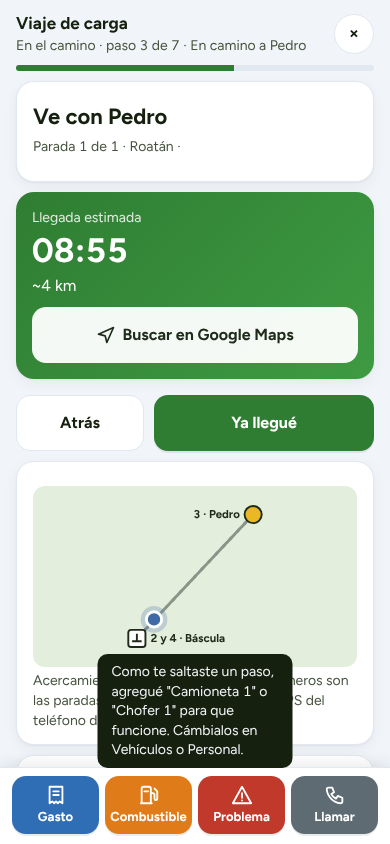 Viaje de carga
En el camino · paso 3 de 7 · En camino a Pedro
×
Ve con Pedro
Parada 1 de 1 · Roatán ·
Llegada estimada
08:55
~4 km
Buscar en Google Maps
Atrás
Ya llegué
3 · Pedro
2 y 4 · Báscula
Acercamie
neros son
las paradas
PS del
teléfono d
Como te saltaste un paso,
agregué "Camioneta 1" o
"Chofer 1" para que
funcione. Cámbialos en
Vehículos o Personal.
Gasto
Combustible
Problema
Llamar